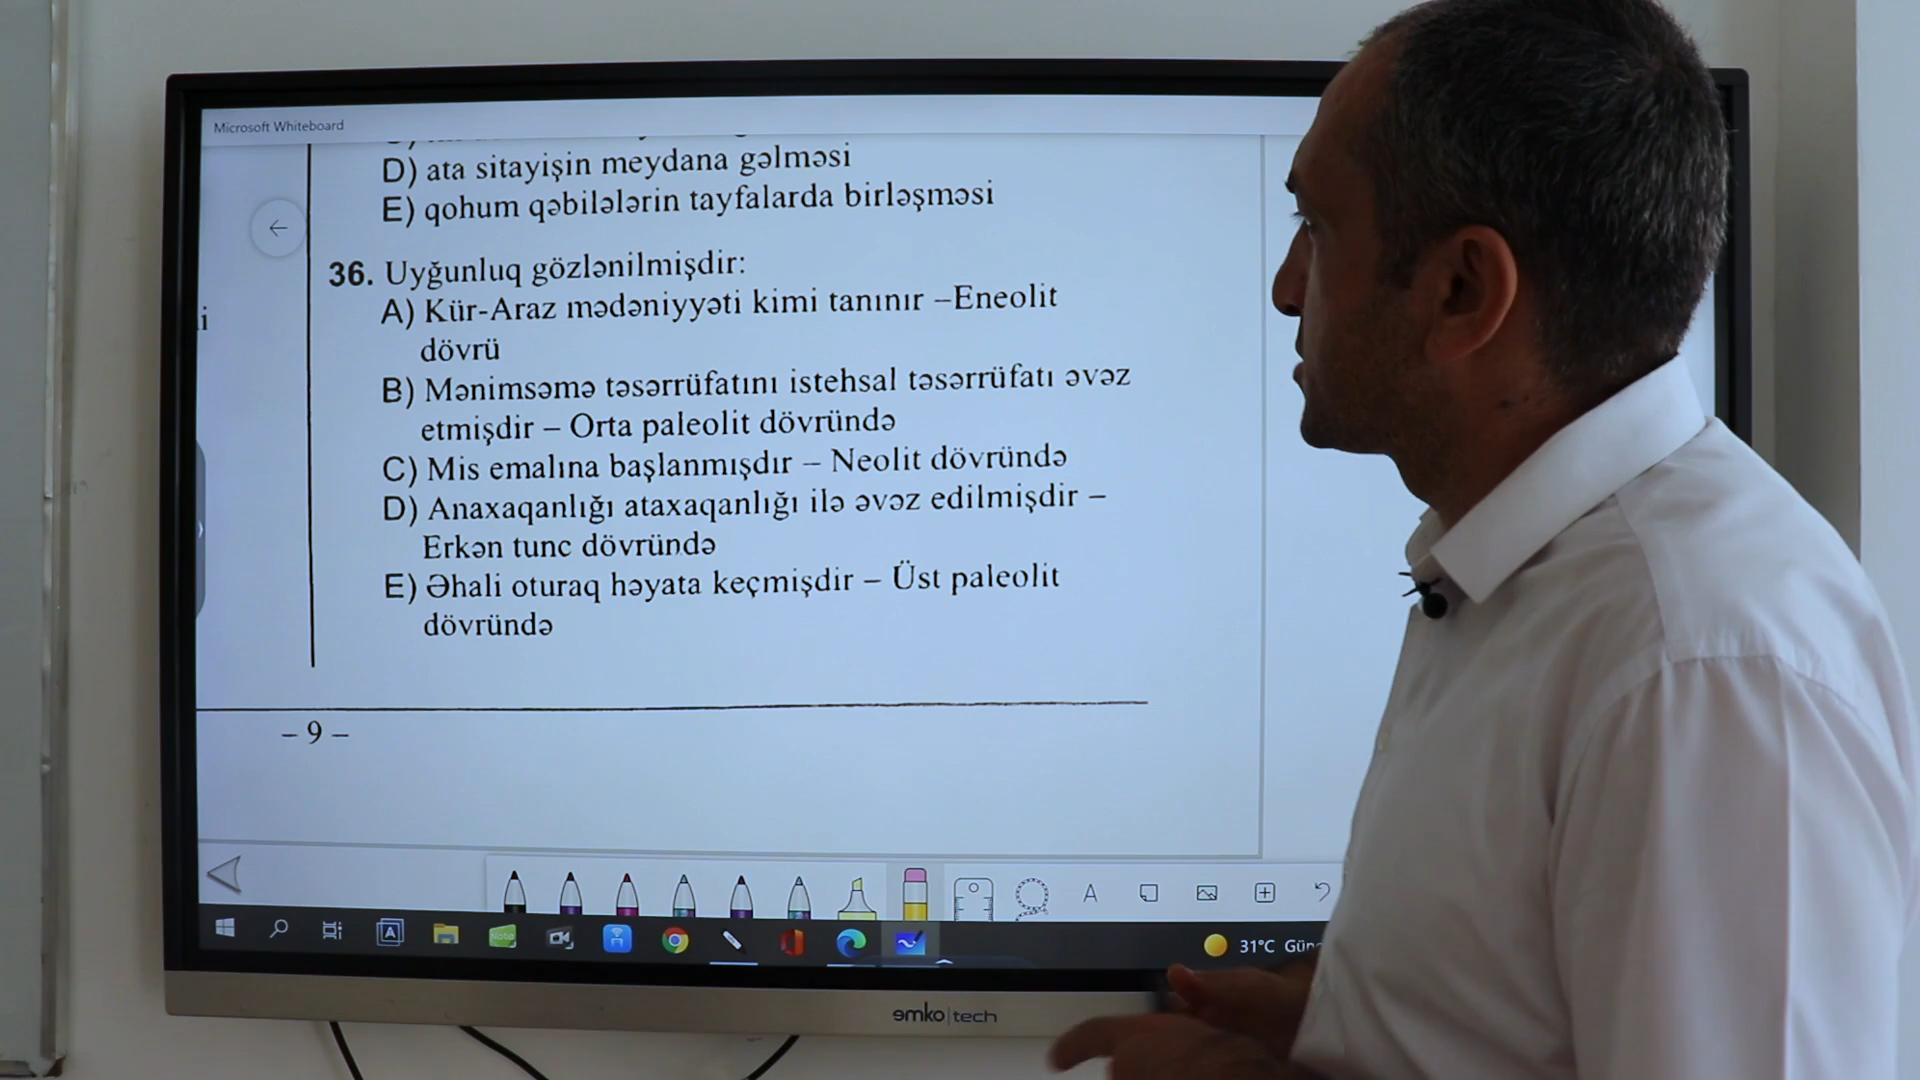 Microsoft Whiteboard
D) ata sitayişin meydana gəlməsi
E) qohum qəbilələrin tayfalarda birləşməsi
36. Uyğunluq gözlənilmişdir:
A) Kür-Araz mədəniyyəti kimi tanınır –Eneolit
dövrü
B) Mənimsəmə təsərrüfatını istehsal təsərrüfatı əvəz
etmişdir – Orta paleolit dövründə
C) Mis emalına başlanmışdır – Neolit dövründə
D) Anaxaqanlığı ataxaqanlığı ilə əvəz edilmişdir –
Erkən tunc dövründə
E) Əhali oturaq həyata keçmişdir – Üst paleolit
dövründə
– 9 –
A
A
Note
31°C
emko|tech